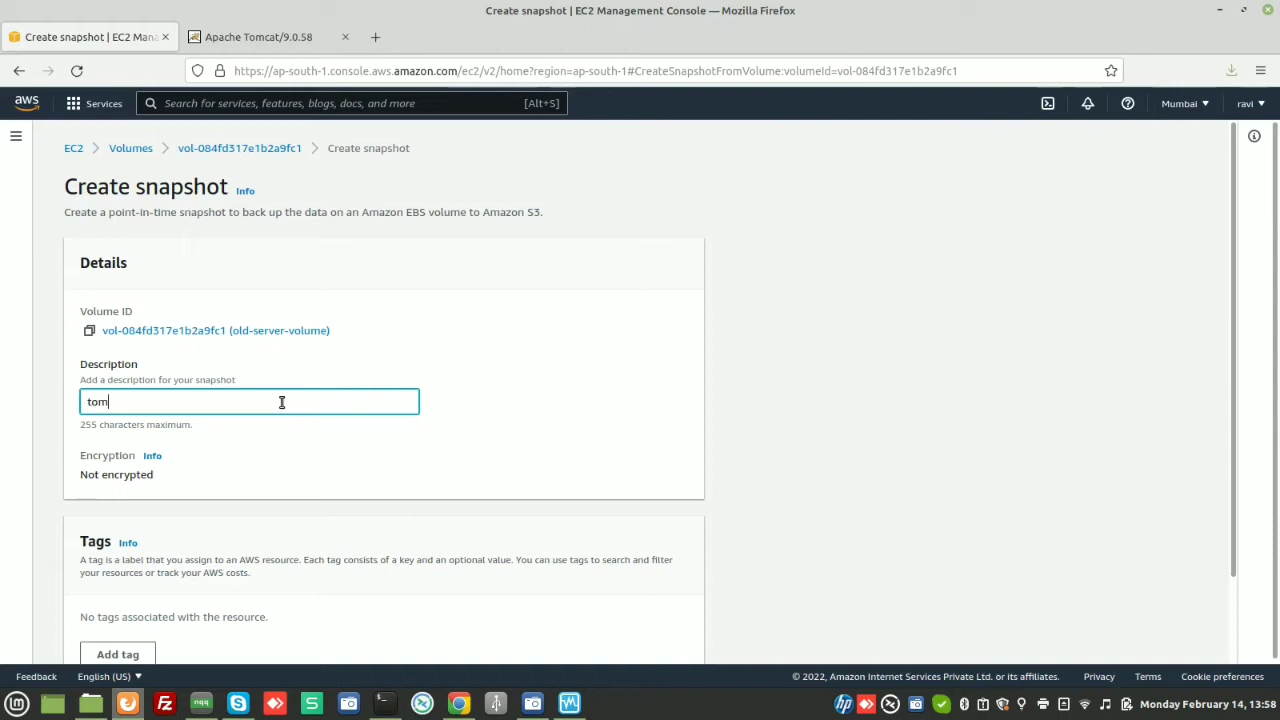 Create snapshot | EC2 Management Console — Mozilla Firefox
Create snapshot | EC2 Mana
Apache Tomcat/9.0.58
https://ap-south-1.console.aws.amazon.com/ec2/v2/home?region=ap-south-1#CreateSnapshotFromVolume:volumeId=vol-084fd317e1b2a9fc1
aws
Services
Search for services, features, blogs, docs, and more
[Alt+S]
Mumbai
ravi
EC2
Volumes
vol-084fd317e1b2a9fc1
Create snapshot
Create snapshot Info
Create a point-in-time snapshot to back up the data on an Amazon EBS volume to Amazon S3.
Details
Volume ID
vol-084fd317e1b2a9fc1 (old-server-volume)
Description
Add a description for your snapshot
tom
255 characters maximum.
Encryption Info
Not encrypted
Tags Info
A tag is a label that you assign to an AWS resource. Each tag consists of a key and an optional value. You can use tags to search and filter
your resources or track your AWS costs.
No tags associated with the resource.
Add tag
Feedback
English (US)
© 2022, Amazon Internet Services Private Ltd. or its affiliates.
Privacy
Terms
Cookie preferences
nqq
Monday February 14, 13:58